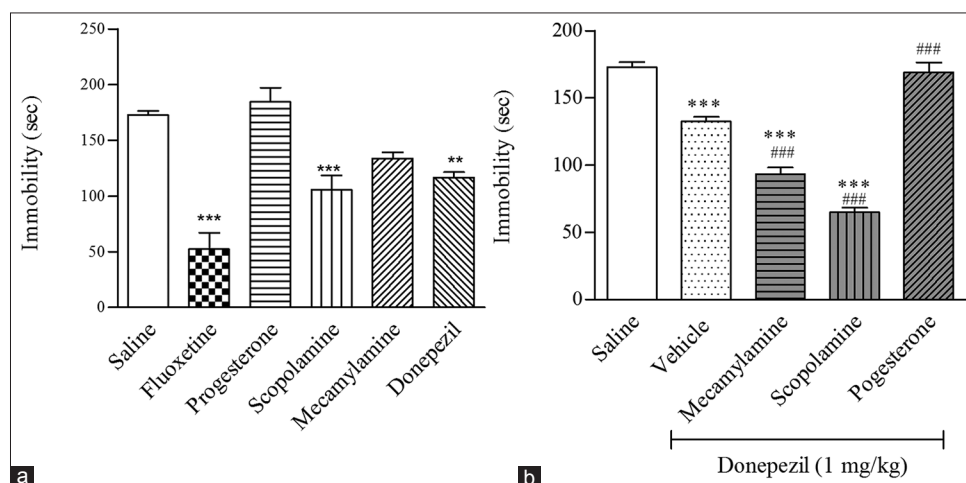 250
200
150
100
50
0
Immobility (sec)
***
***
**
Saline
Fluoxetine
Progesterone
Scopolamine
Mecamylamine
Donepezil
a
200
150
100
50
0
Immobility (sec)
***
***
###
***
###
###
Saline
Vehicle
Mecamylamine
Scopolamine
Pogesterone
Donepezil (1 mg/kg)
b